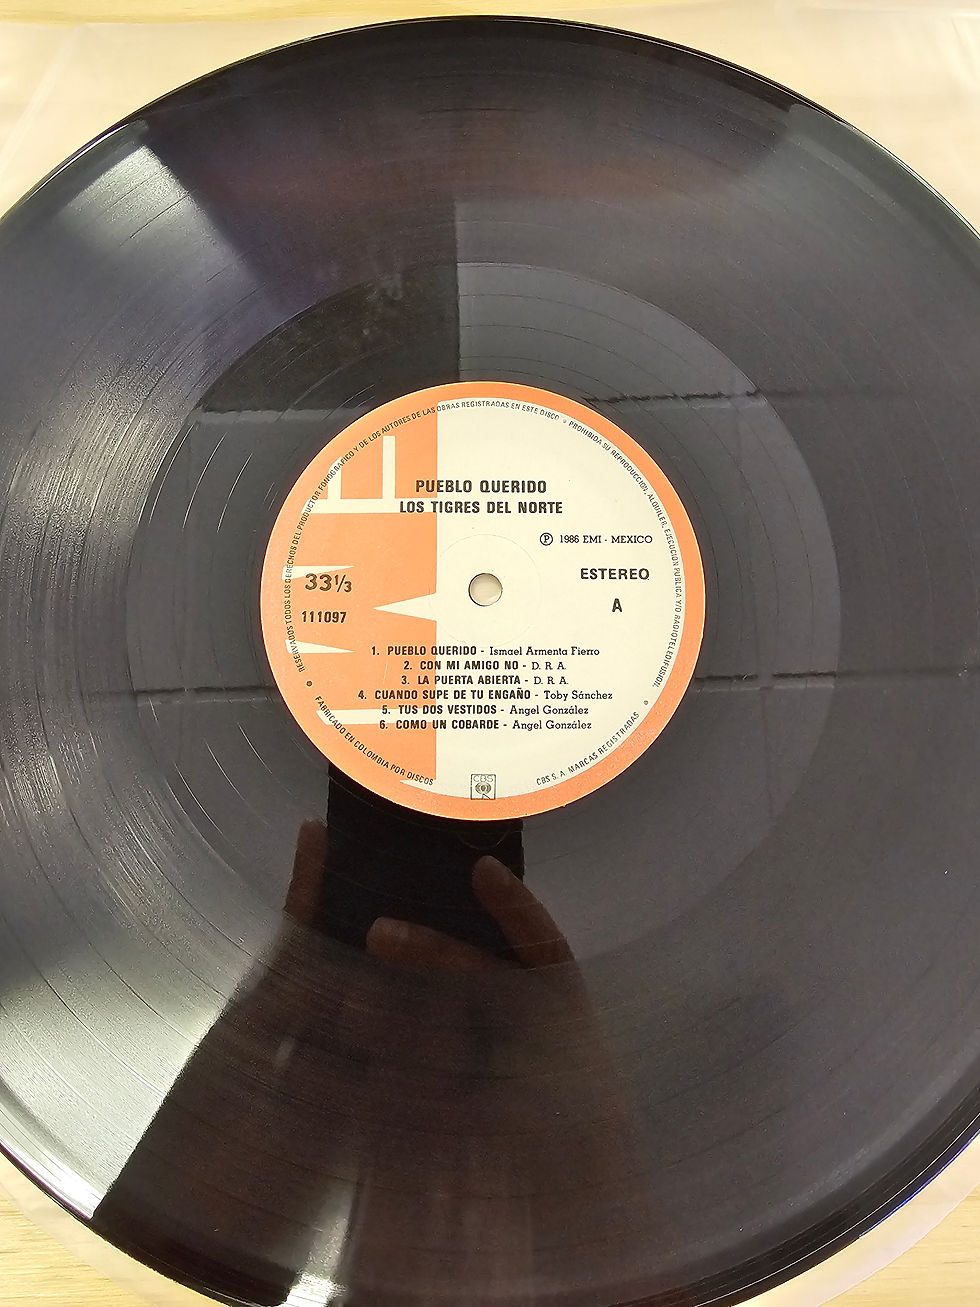 RESERVADOS TODOS LOS DERECHOS DEL PRODUCTOR FONOGRAFICO Y DE LOS AUTORES DE LAS OBRAS REGISTRADAS EN ESTE DISCO • PROHIBIDA SU REPRODUCCION, ALQUILER, EJECUCION PUBLICA Y/O RADIOTELEDIFUSION.
PUEBLO QUERIDO
LOS TIGRES DEL NORTE
Ⓟ 1986 EMI - MEXICO
ESTEREO
33 1/3
A
111097
1. PUEBLO QUERIDO - Ismael Armenta Fierro
2. CON MI AMIGO NO - D. R. A.
3. LA PUERTA ABIERTA - D. R. A.
4. CUANDO SUPE DE TU ENGAÑO - Toby Sánchez
5. TUS DOS VESTIDOS - Angel González
6. COMO UN COBARDE - Angel González
FABRICADO EN COLOMBIA POR DISCOS
CBS
CBS S. A. MARCAS REGISTRADAS